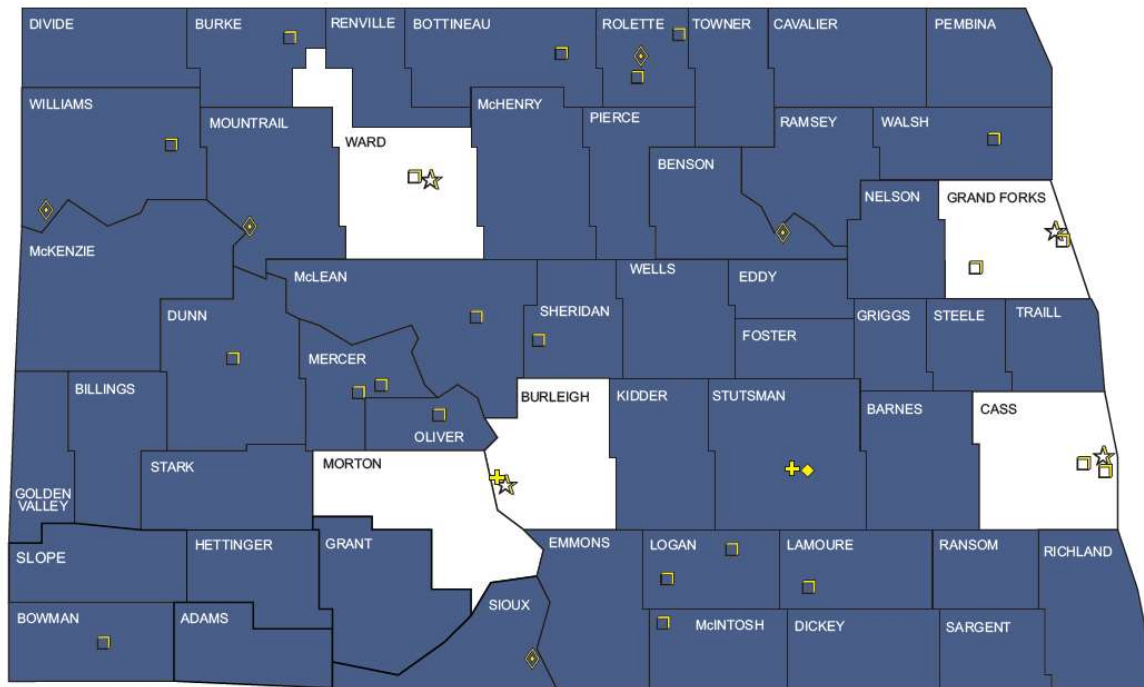 DIVIDE
BURKE
RENVILLE
BOTTINEAU
ROLETTE
TOWNER
CAVALIER
PEMBINA
WILLIAMS
MOUNTRAIL
WARD
McHENRY
PIERCE
BENSON
RAMSEY
WALSH
NELSON
GRAND FORKS
McKENZIE
DUNN
McLEAN
SHERIDAN
WELLS
EDDY
FOSTER
GRIGGS
STEELE
TRAILL
BILLINGS
MERCER
OLIVER
BURLEIGH
KIDDER
STUTSMAN
BARNES
CASS
GOLDEN
VALLEY
STARK
MORTON
SLOPE
HETTINGER
GRANT
EMMONS
LOGAN
LAMOURE
RANSOM
RICHLAND
BOWMAN
ADAMS
SIOUX
McINTOSH
DICKEY
SARGENT